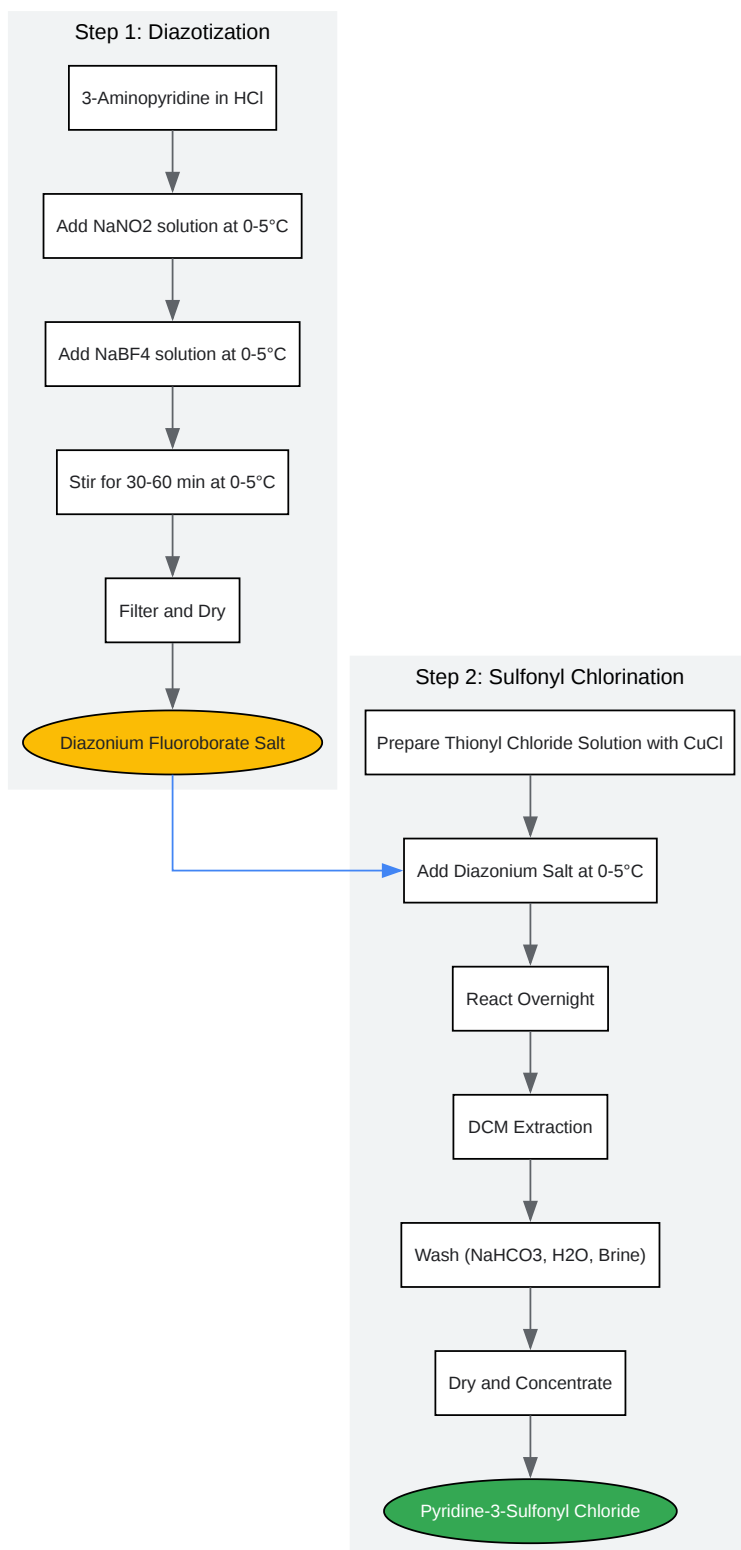 Step 1: Diazotization
3-Aminopyridine in HCl
Add NaNO2 solution at 0-5°C
Add NaBF4 solution at 0-5°C
Stir for 30-60 min at 0-5°C
Filter and Dry
Diazonium Fluoroborate Salt
Step 2: Sulfonyl Chlorination
Prepare Thionyl Chloride Solution with CuCl
Add Diazonium Salt at 0-5°C
React Overnight
DCM Extraction
Wash (NaHCO3, H2O, Brine)
Dry and Concentrate
Pyridine-3-Sulfonyl Chloride